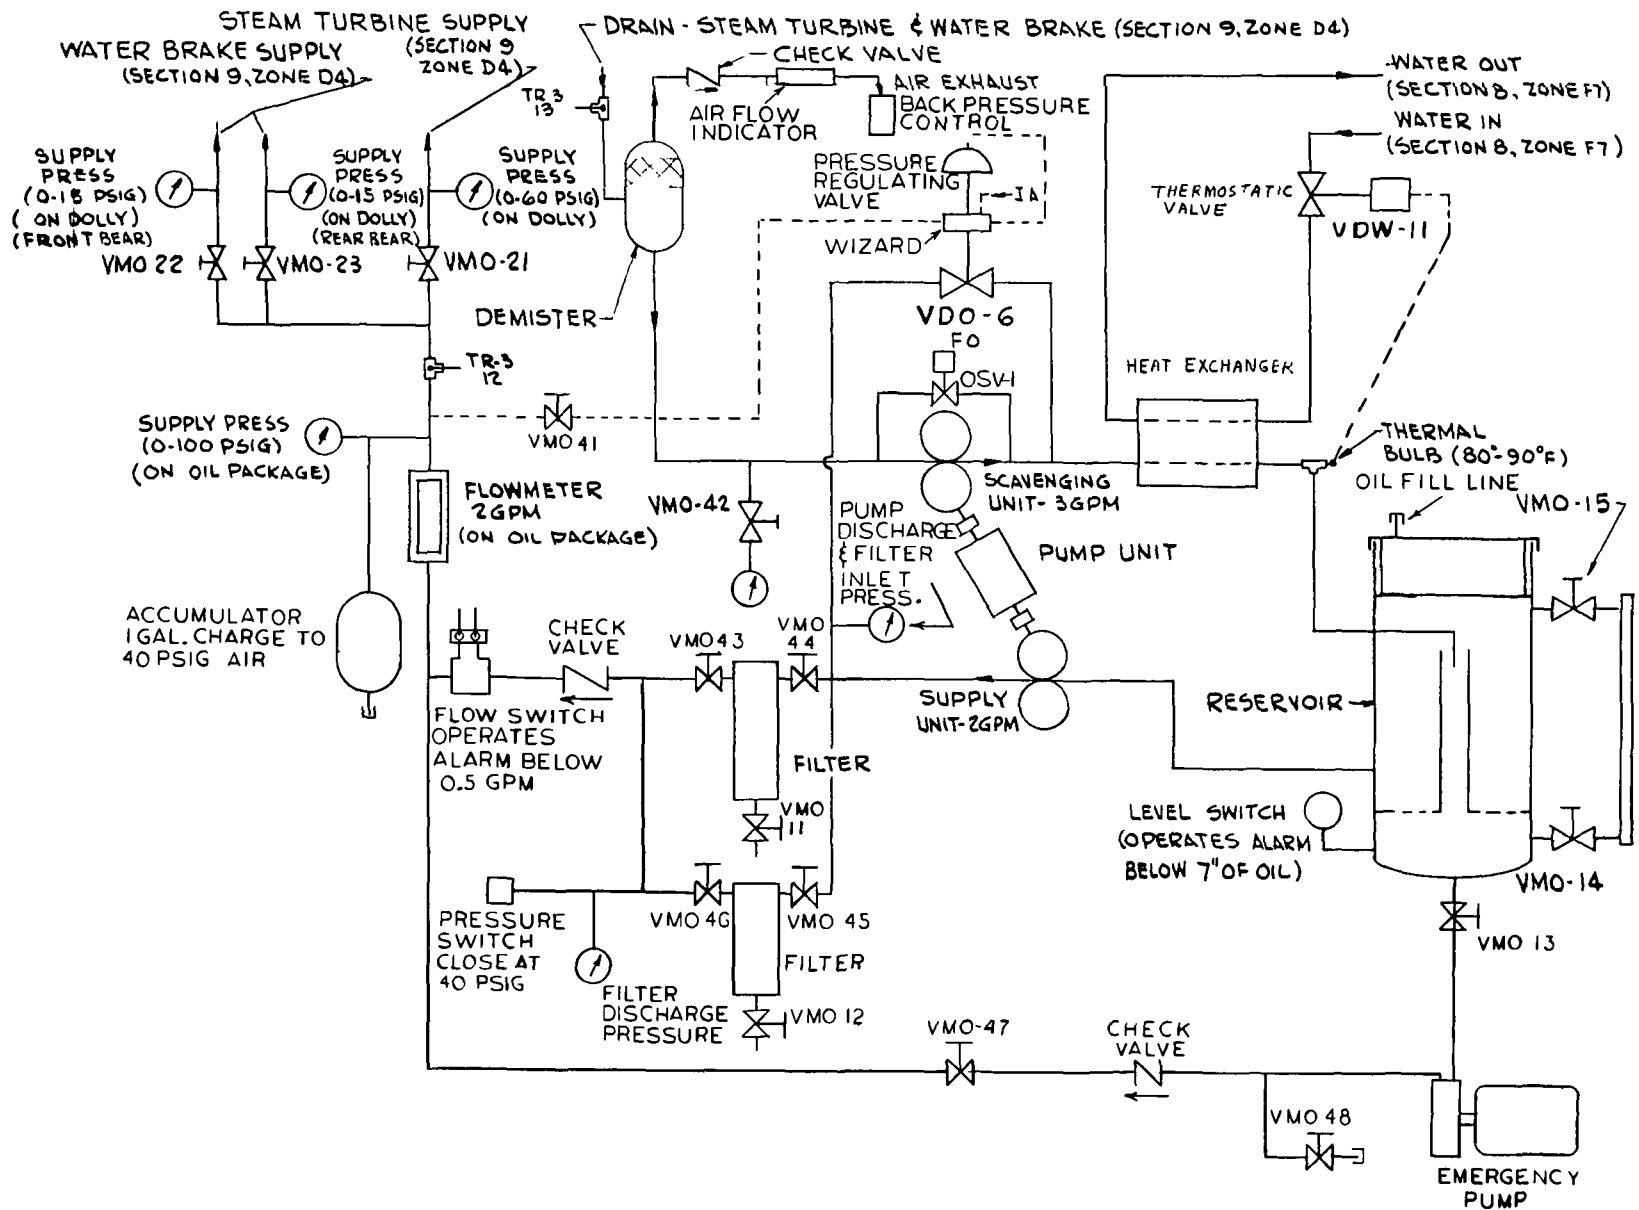 STEAM TURBINE SUPPLY
(SECTION 9
ZONE D4)
WATER BRAKE SUPPLY
(SECTION 9, ZONE D4)
DRAIN - STEAM TURBINE & WATER BRAKE (SECTION 9, ZONE D4)
CHECK VALVE
TR-3
13
AIR FLOW
INDICATOR
AIR EXHAUST
BACK PRESSURE
CONTROL
WATER OUT
(SECTION 8, ZONE F7)
WATER IN
(SECTION 8, ZONE F7)
SUPPLY
PRESS
(0-15 PSIG)
(ON DOLLY)
(FRONT BEAR)
SUPPLY
PRESS
(0-15 PSIG)
(ON DOLLY)
(REAR BEAR)
SUPPLY
PRESS
(0-60 PSIG)
(ON DOLLY)
PRESSURE
REGULATING
VALVE
IA
WIZARD
THERMOSTATIC
VALVE
VDW-11
VMO 22
VMO-23
VMO-21
DEMISTER
VDO-6
FO
OSV-1
HEAT EXCHANGER
TR-3
12
SUPPLY PRESS
(0-100 PSIG)
(ON OIL PACKAGE)
VMO 41
THERMAL
BULB (80°-90°F)
OIL FILL LINE
VMO-15
FLOWMETER
2GPM
(ON OIL PACKAGE)
VMO-42
SCAVENGING
UNIT-3GPM
PUMP
DISCHARGE
& FILTER
INLET
PRESS.
PUMP UNIT
ACCUMULATOR
1 GAL. CHARGE TO
40 PSIG AIR
CHECK
VALVE
VMO 43
VMO
44
FLOW SWITCH
OPERATES
ALARM BELOW
0.5 GPM
SUPPLY
UNIT-2GPM
RESERVOIR
FILTER
VMO
11
LEVEL SWITCH
(OPERATES ALARM
BELOW 7" OF OIL)
VMO-14
PRESSURE
SWITCH
CLOSE AT
40 PSIG
VMO 46
VMO 45
FILTER
VMO 13
FILTER
DISCHARGE
PRESSURE
VMO 12
VMO-47
CHECK
VALVE
VMO 48
EMERGENCY
PUMP